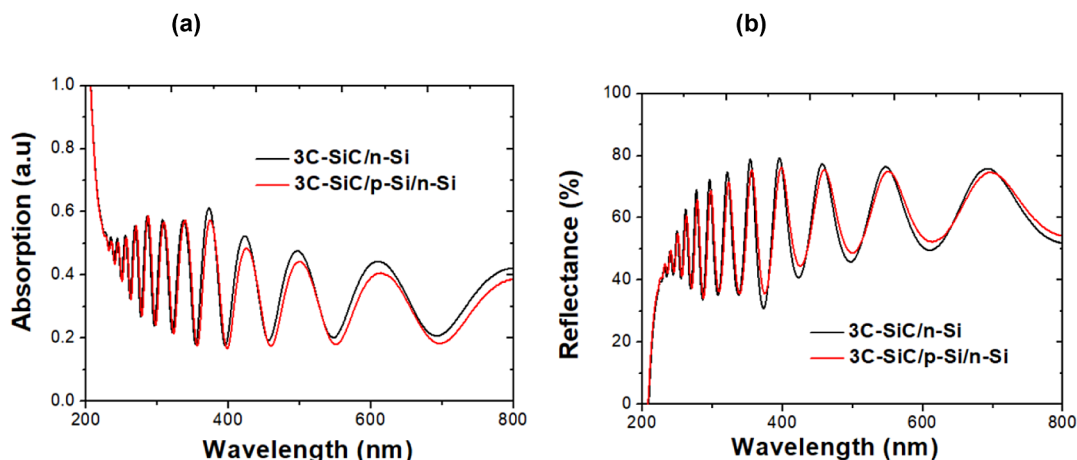 (a)
(b)
1.0
0.8
0.6
0.4
0.2
0.0
200
400
600
800
Absorption (a.u)
Wavelength (nm)
3C-SiC/n-Si
3C-SiC/p-Si/n-Si
100
80
60
40
20
0
200
400
600
800
Reflectance (%)
Wavelength (nm)
3C-SiC/n-Si
3C-SiC/p-Si/n-Si